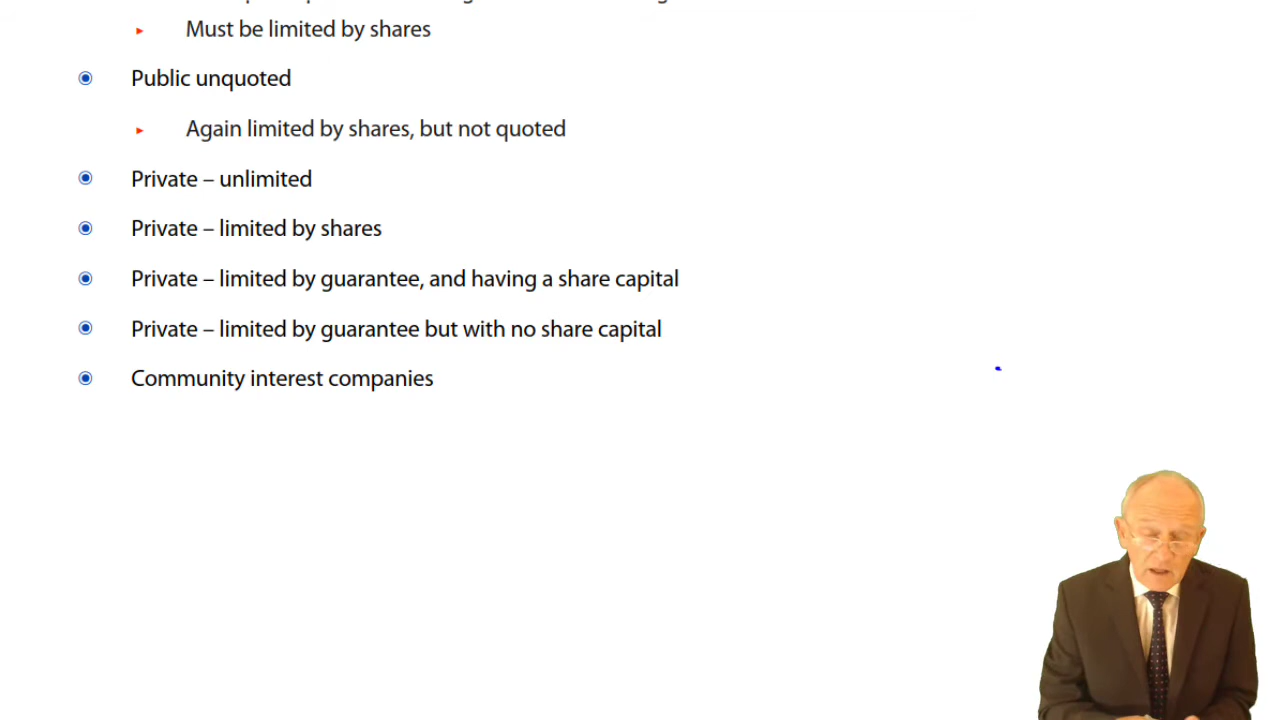 Must be limited by shares
Public unquoted
Again limited by shares, but not quoted
Private – unlimited
Private – limited by shares
Private – limited by guarantee, and having a share capital
Private – limited by guarantee but with no share capital
Community interest companies